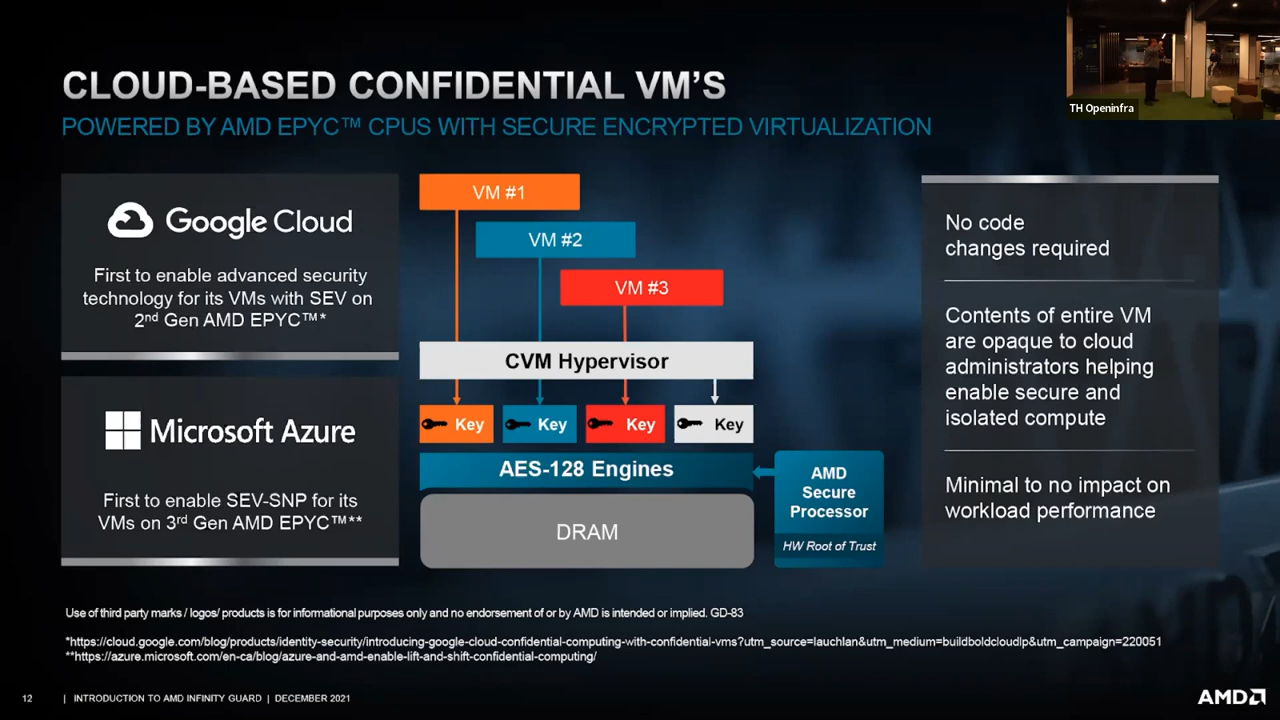 CLOUD-BASED CONFIDENTIAL VM'S
POWERED BY AMD EPYC™ CPUS WITH SECURE ENCRYPTED VIRTUALIZATION
TH Openinfra
Google Cloud
First to enable advanced security
technology for its VMs with SEV on
2nd Gen AMD EPYC™*
Microsoft Azure
First to enable SEV-SNP for its
VMs on 3rd Gen AMD EPYC™**
VM #1
VM #2
VM #3
CVM Hypervisor
Key
Key
Key
Key
AES-128 Engines
DRAM
AMD
Secure
Processor
HW Root of Trust
No code
changes required
Contents of entire VM
are opaque to cloud
administrators helping
enable secure and
isolated compute
Minimal to no impact on
workload performance
Use of third party marks / logos/ products is for informational purposes only and no endorsement of or by AMD is intended or implied. GD-83
*https://cloud.google.com/blog/products/identity-security/introducing-google-cloud-confidential-computing-with-confidential-vms?utm_source=lauchlan&utm_medium=buildboldcloudlp&utm_campaign=220051
**https://azure.microsoft.com/en-ca/blog/azure-and-amd-enable-lift-and-shift-confidential-computing/
12 | INTRODUCTION TO AMD INFINITY GUARD | DECEMBER 2021
AMD